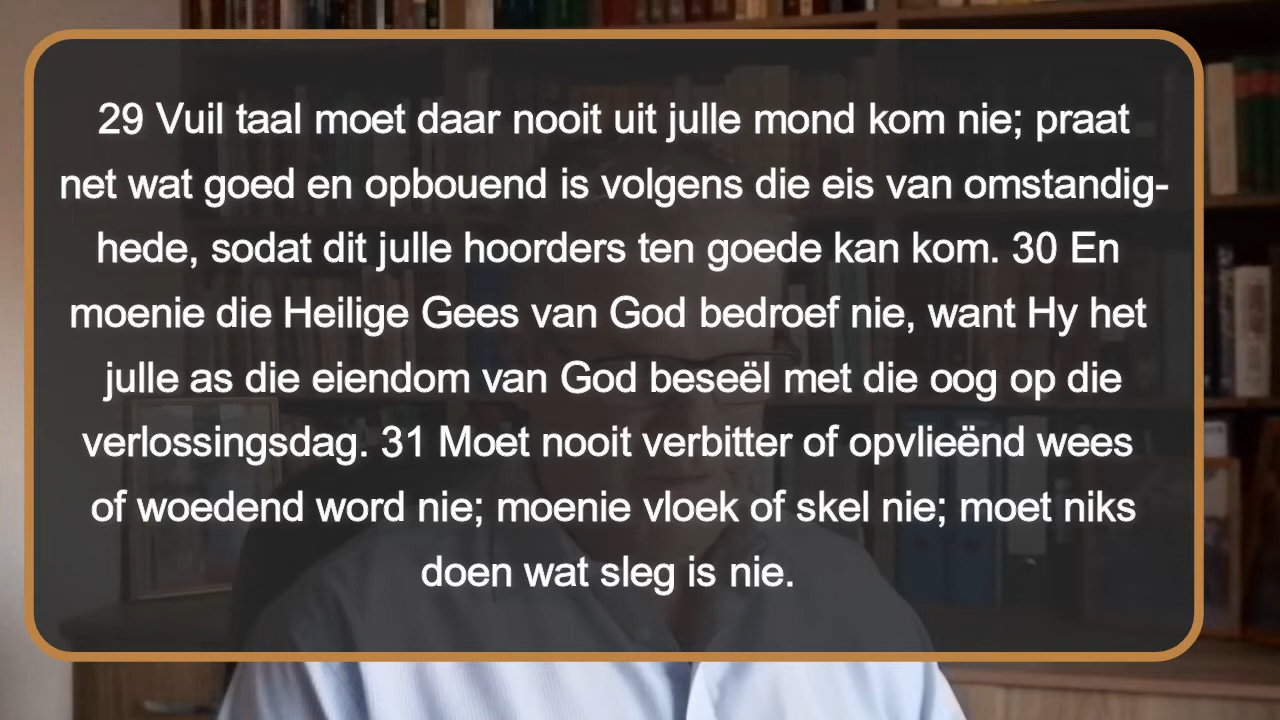 29 Vuil taal moet daar nooit uit julle mond kom nie; praat
net wat goed en opbouend is volgens die eis van omstandig-
hede, sodat dit julle hoorders ten goede kan kom. 30 En
moenie die Heilige Gees van God bedroef nie, want Hy het
julle as die eiendom van God beseël met die oog op die
verlossingsdag. 31 Moet nooit verbitter of opvlieënd wees
of woedend word nie; moenie vloek of skel nie; moet niks
doen wat sleg is nie.